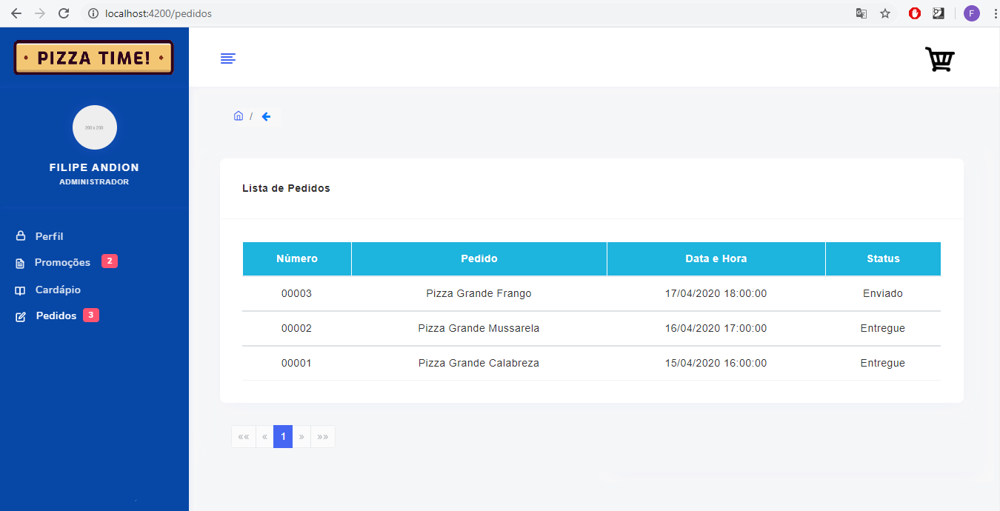 localhost:4200/pedidos
F
PIZZA TIME!
200 x 200
FILIPE ANDION
ADMINISTRADOR
Perfil
Promoções 2
Cardápio
Pedidos 3
/
Lista de Pedidos
Número Pedido Data e Hora Status
00003 Pizza Grande Frango 17/04/2020 18:00:00 Enviado
00002 Pizza Grande Mussarela 16/04/2020 17:00:00 Entregue
00001 Pizza Grande Calabreza 15/04/2020 16:00:00 Entregue
«« « 1 » »»